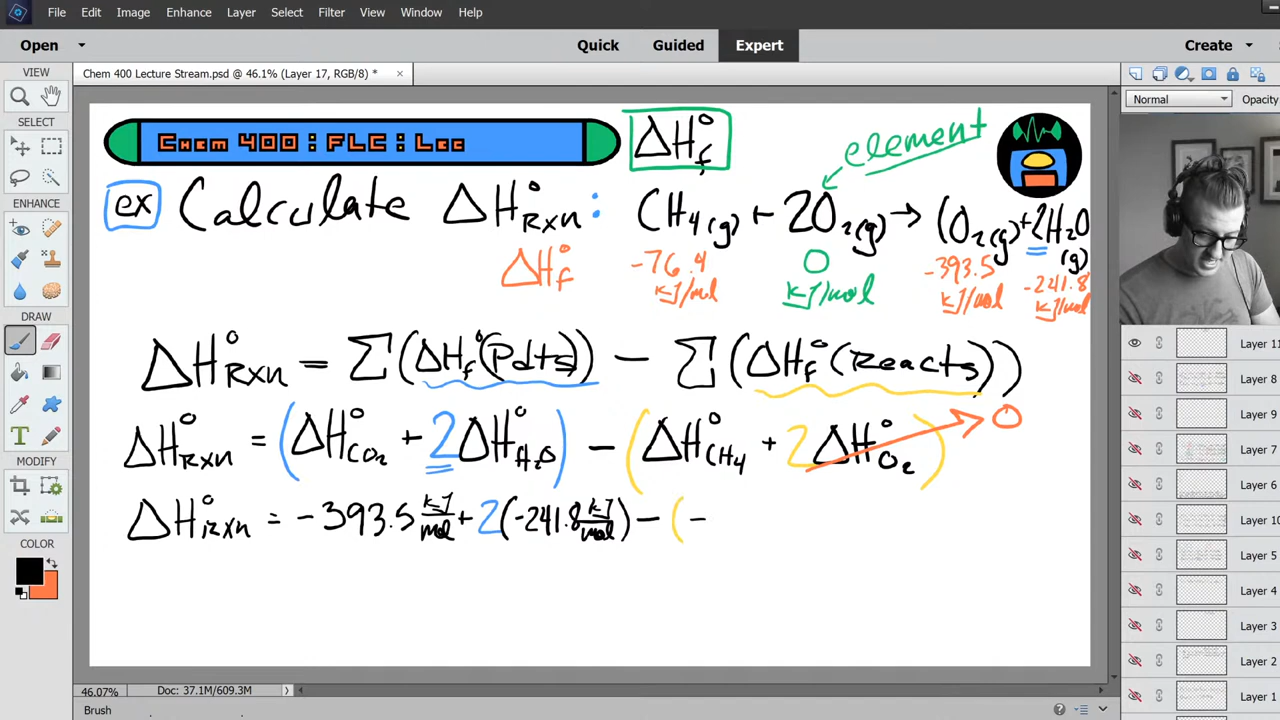 File Edit Image Enhance Layer Select Filter View Window Help
Open Quick Guided Expert Create
VIEW Chem 400 Lecture Stream.psd @ 46.1% (Layer 17, RGB/8) * ×
SELECT
ENHANCE
DRAW
MODIFY
COLOR
Chem 400 : FLC : Lec ΔH°f element
ex Calculate ΔH°Rxn : CH₄(g) + 2O₂(g) → CO₂(g) + 2H₂O(g)
ΔH°f -76.4 kJ/mol 0 kJ/mol -393.5 kJ/mol -241.8 kJ/mol
ΔH°Rxn = Σ(ΔH°f(Pdts)) − Σ(ΔH°f(Reacts))
ΔH°Rxn = (ΔH°CO₂ + 2ΔH°H₂O) − (ΔH°CH₄ + 2ΔH°O₂) 0
ΔH°Rxn = -393.5 kJ/mol + 2(-241.8 kJ/mol) − (-
Normal Opacity
Layer 11
Layer 8
Layer 9
Layer 7
Layer 6
Layer 10
Layer 5
Layer 4
Layer 3
Layer 2
Layer 1
46.07% Doc: 37.1M/609.3M
Brush